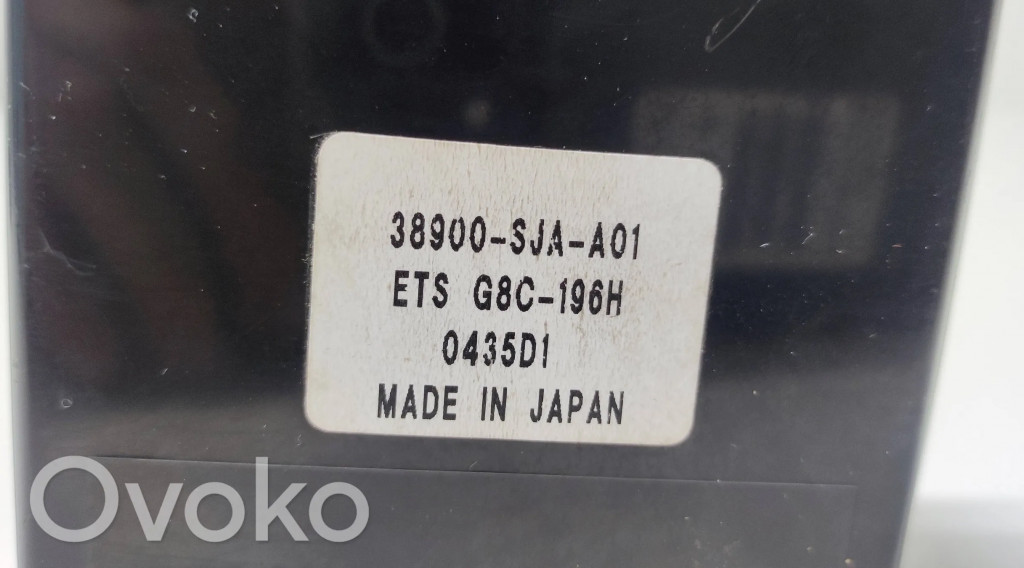 38900-SJA-A01
ETS G8C-196H
0435D1
MADE IN JAPAN
Ovoko